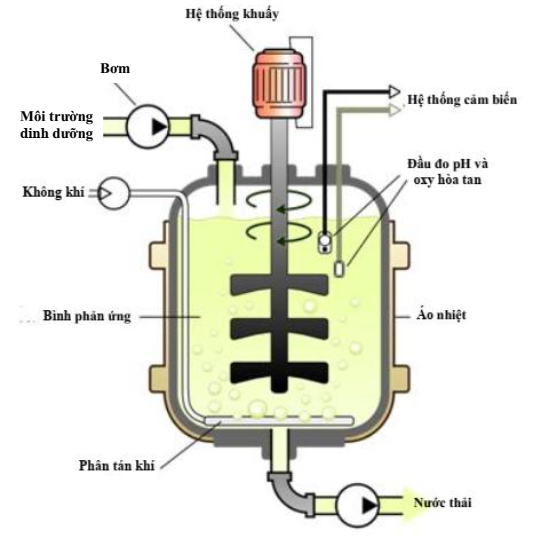 Hệ thống khuấy
Bơm
Môi trường
dinh dưỡng
Hệ thống cảm biến
Đầu đo pH và
oxy hòa tan
Không khí
Bình phản ứng
Áo nhiệt
Phân tán khí
Nước thải